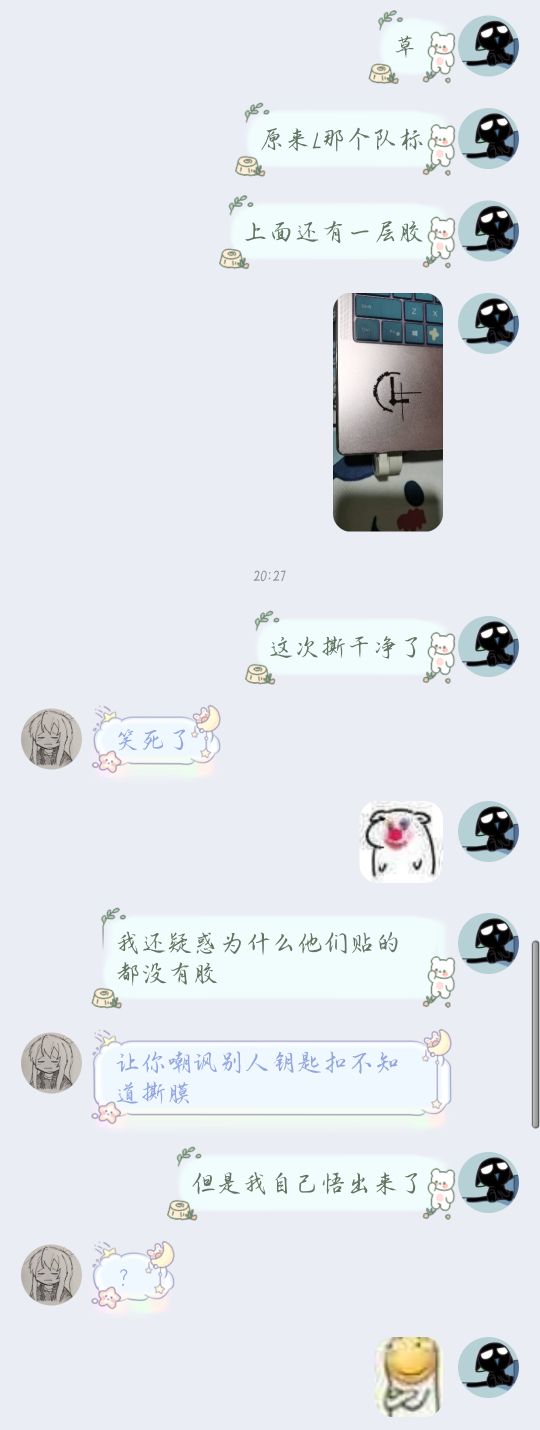 草
原来L那个队标
上面还有一层胶
20:27
这次撕干净了
笑死了
我还疑惑为什么他们贴的
都没有胶
让你嘲讽别人钥匙扣不知
道撕膜
但是我自己悟出来了
？